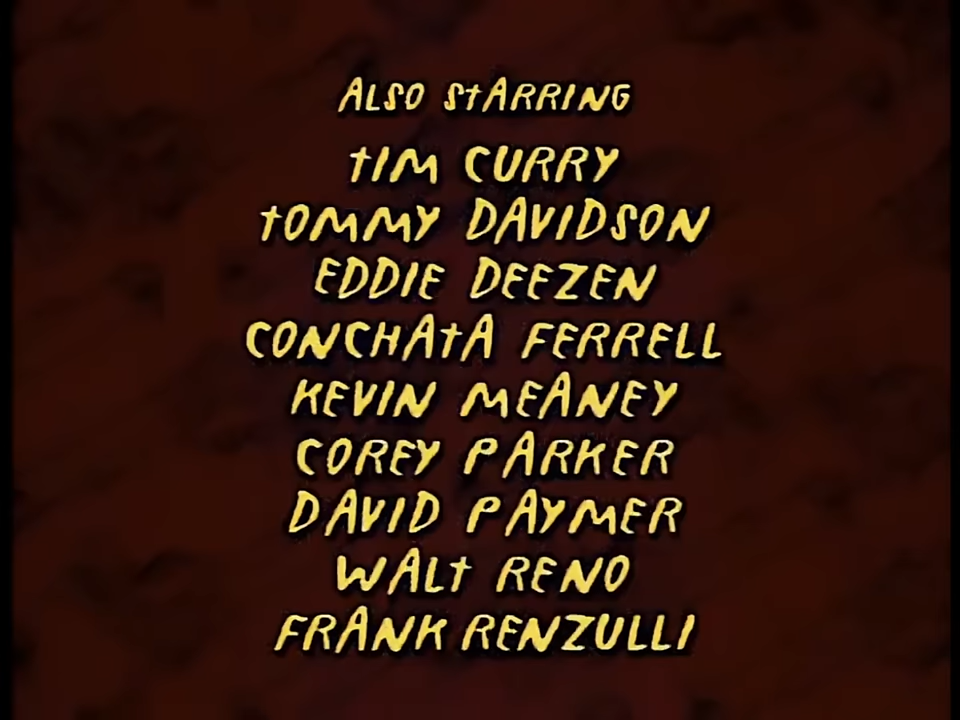 ALSO STARRING
TIM CURRY
TOMMY DAVIDSON
EDDIE DEEZEN
CONCHATA FERRELL
KEVIN MEANEY
COREY PARKER
DAVID PAYMER
WALT RENO
FRANK RENZULLI